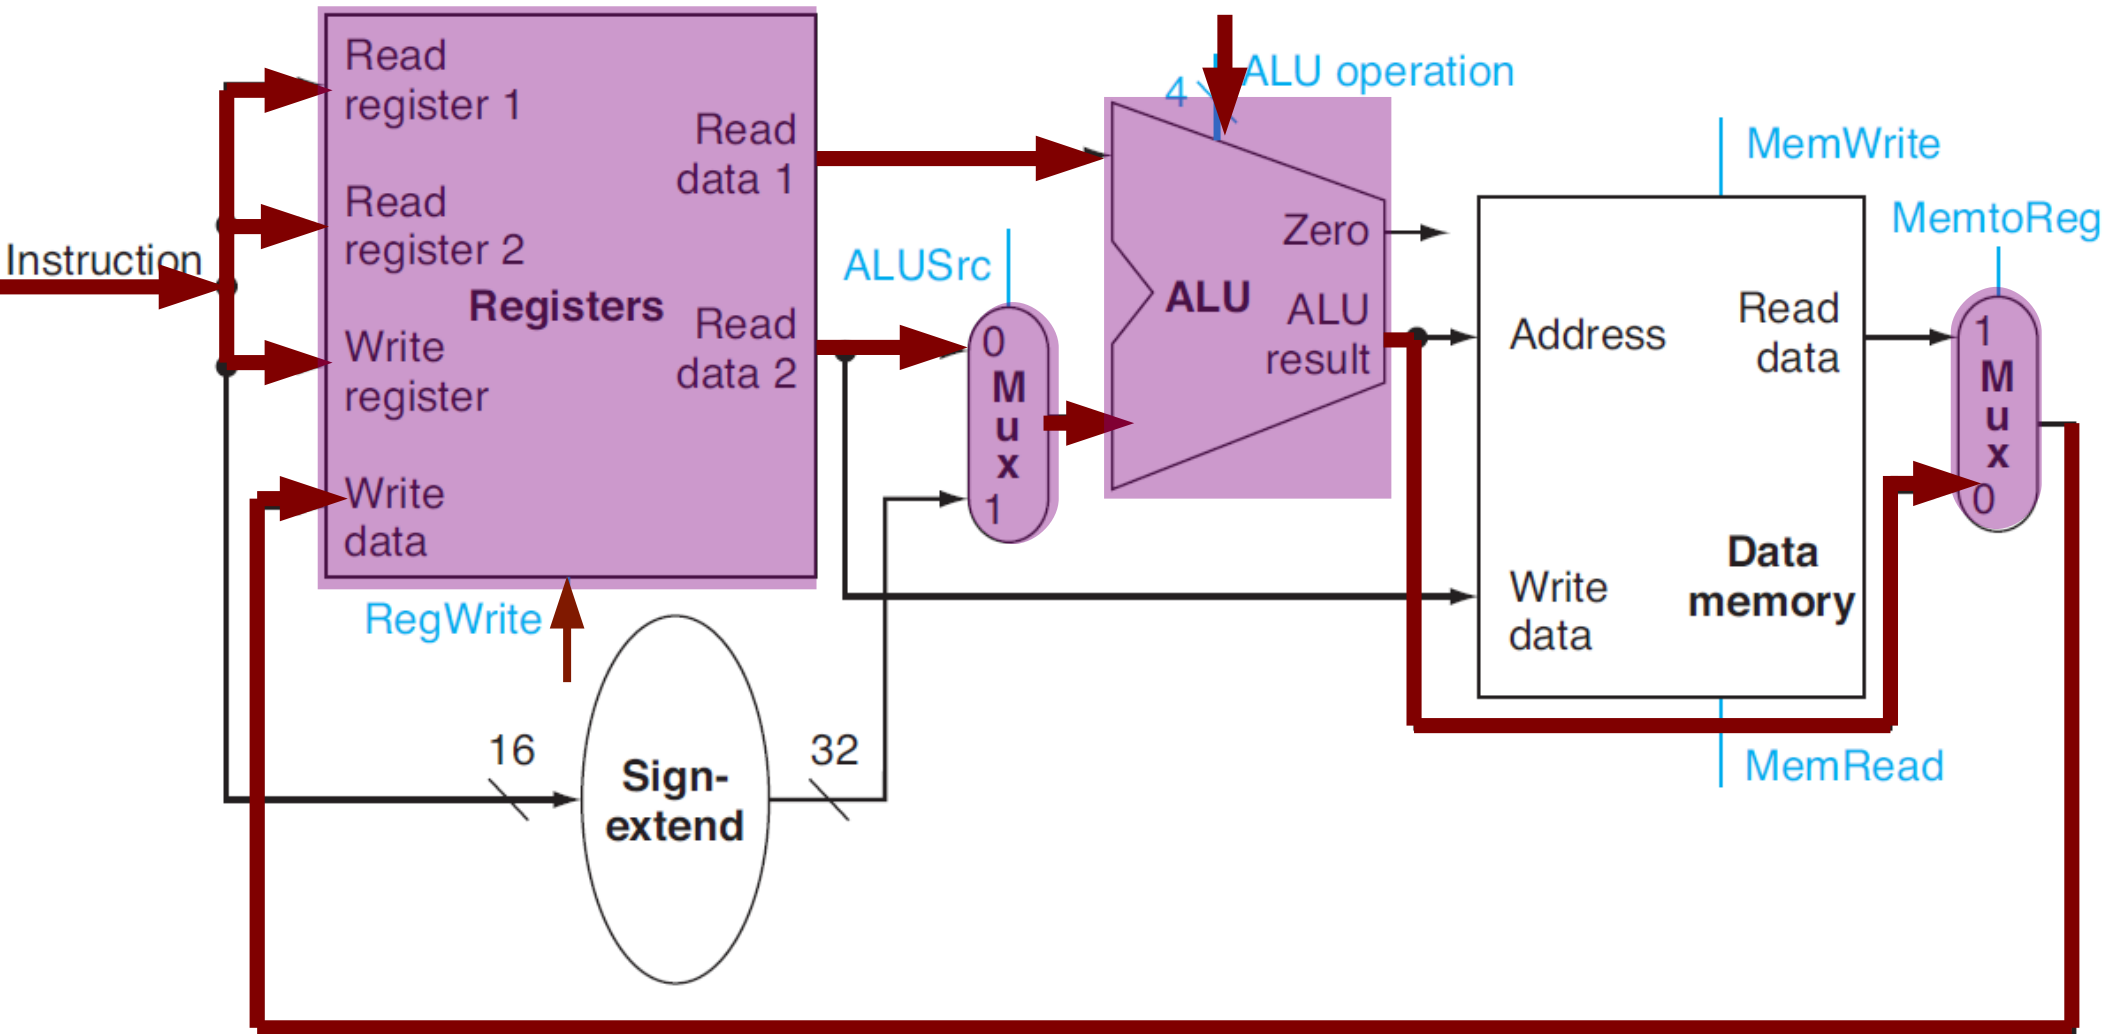 Instruction
Read
register 1
Read
register 2
Registers
Write
register
Write
data
Read
data 1
Read
data 2
RegWrite
16
Sign-
extend
32
ALUSrc
0
M
u
x
1
4
ALU operation
Zero
ALU
ALU
result
MemWrite
Address
Read
data
Write
data
Data
memory
MemRead
MemtoReg
1
M
u
x
0